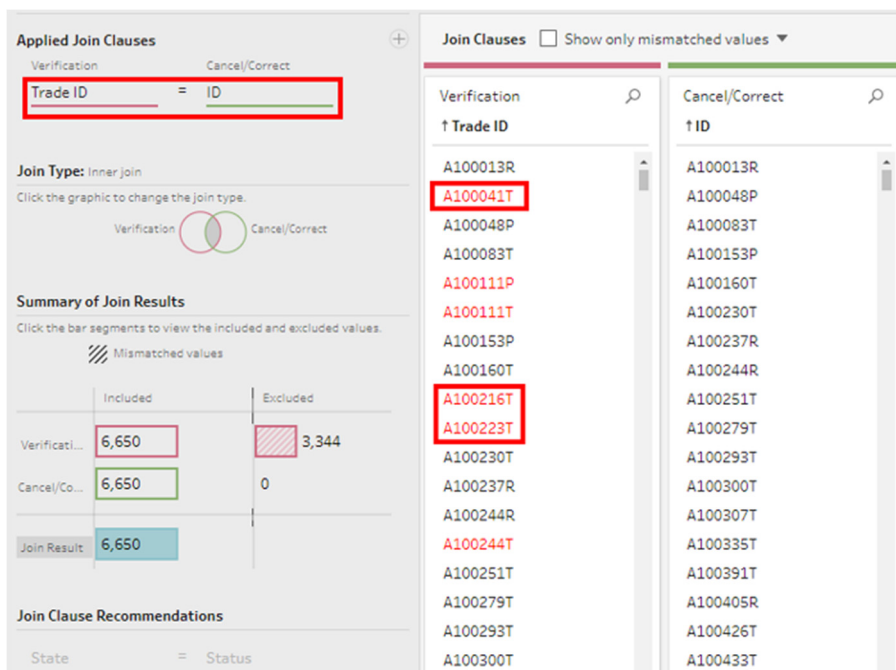 Applied Join Clauses
Verification Cancel/Correct
Trade ID = ID
Join Type: Inner join
Click the graphic to change the join type.
Verification Cancel/Correct
Summary of Join Results
Click the bar segments to view the included and excluded values.
Mismatched values
Included Excluded
Verificati... 6,650 3,344
Cancel/Co... 6,650 0
Join Result 6,650
Join Clause Recommendations
State = Status
Join Clauses Show only mismatched values
Verification
Trade ID
A100013R
A100041T
A100048P
A100083T
A100111P
A100111T
A100153P
A100160T
A100216T
A100223T
A100230T
A100237R
A100244R
A100244T
A100251T
A100279T
A100293T
A100300T
Cancel/Correct
ID
A100013R
A100048P
A100083T
A100153P
A100160T
A100230T
A100237R
A100244R
A100251T
A100279T
A100293T
A100300T
A100307T
A100335T
A100391T
A100405R
A100426T
A100433T